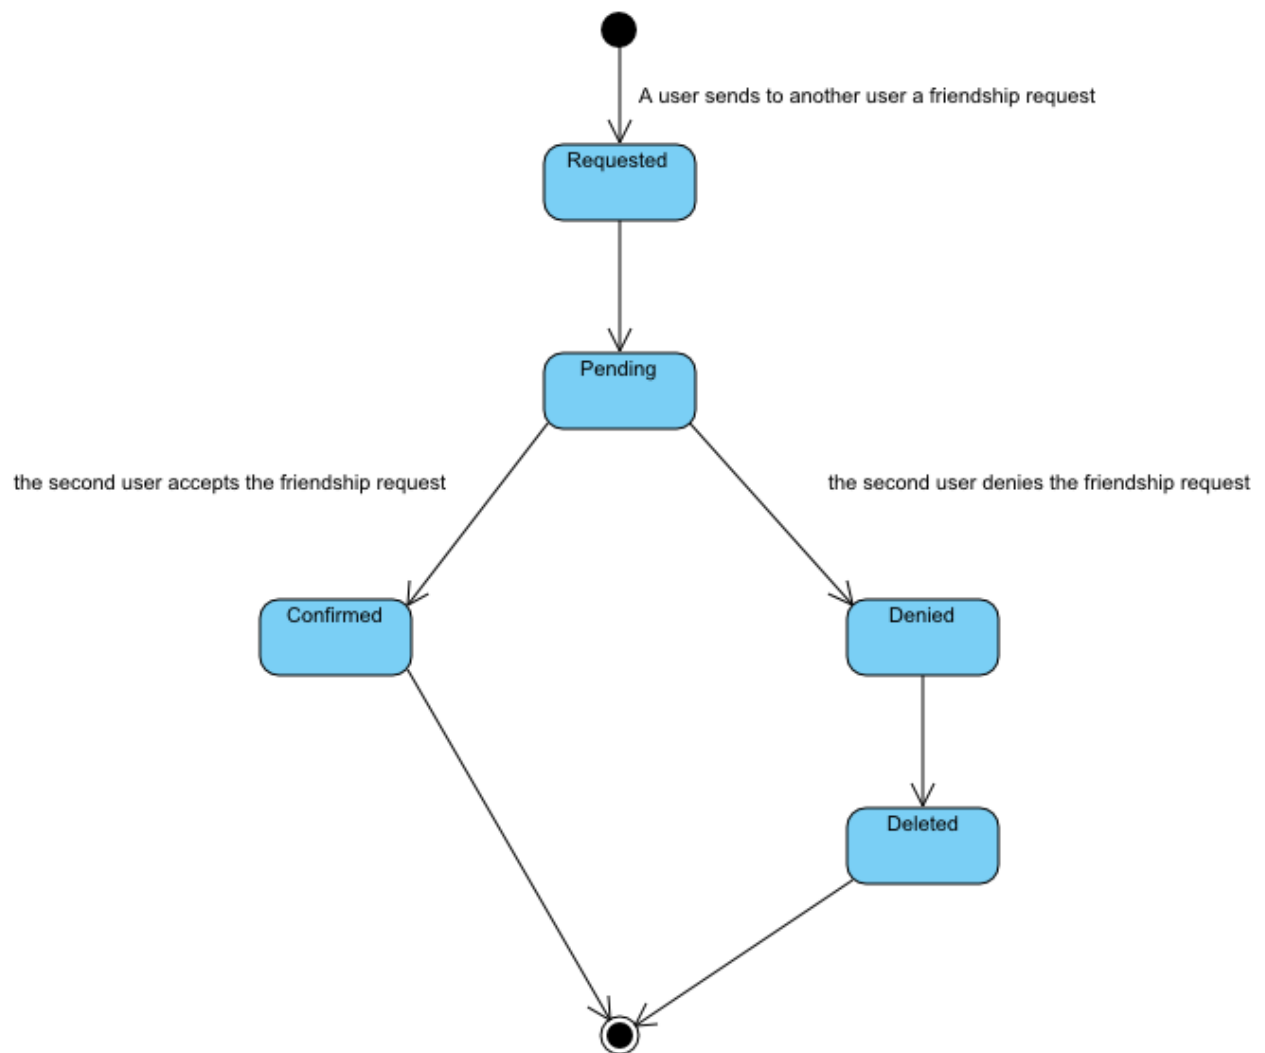 A user sends to another user a friendship request
Requested
Pending
the second user accepts the friendship request
the second user denies the friendship request
Confirmed
Denied
Deleted